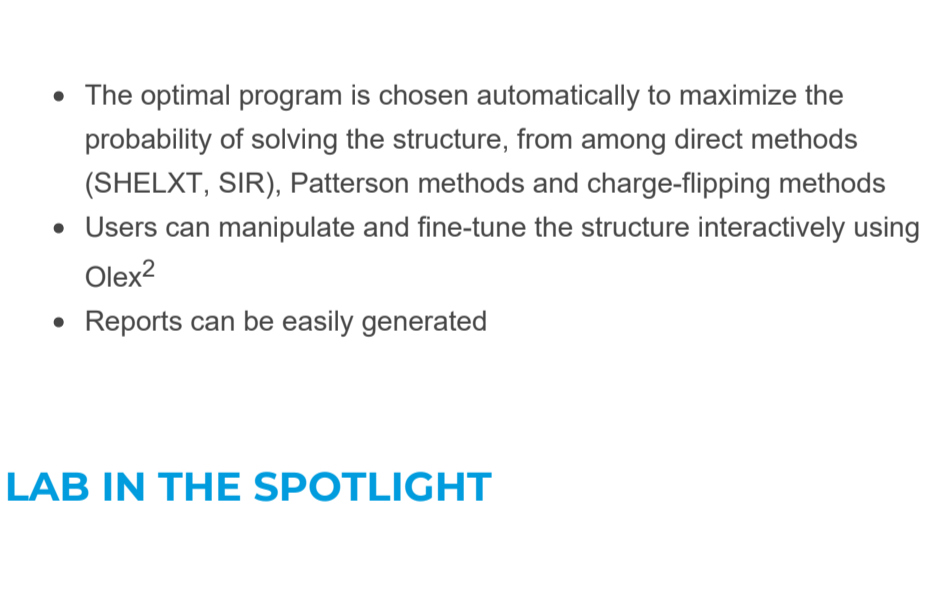 • The optimal program is chosen automatically to maximize the
probability of solving the structure, from among direct methods
(SHELXT, SIR), Patterson methods and charge-flipping methods
• Users can manipulate and fine-tune the structure interactively using
Olex²
• Reports can be easily generated
LAB IN THE SPOTLIGHT